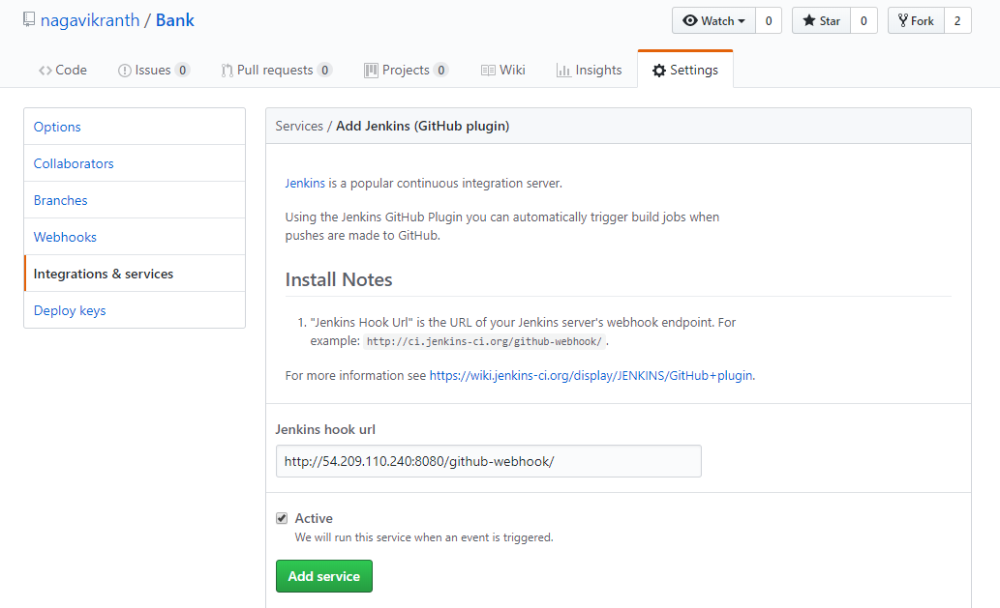 nagavikranth / Bank
Watch 0 Star 0 Fork 2
Code Issues 0 Pull requests 0 Projects 0 Wiki Insights Settings
Options
Collaborators
Branches
Webhooks
Integrations & services
Deploy keys
Services / Add Jenkins (GitHub plugin)
Jenkins is a popular continuous integration server.
Using the Jenkins GitHub Plugin you can automatically trigger build jobs when
pushes are made to GitHub.
Install Notes
1. "Jenkins Hook Url" is the URL of your Jenkins server's webhook endpoint. For
example: http://ci.jenkins-ci.org/github-webhook/ .
For more information see https://wiki.jenkins-ci.org/display/JENKINS/GitHub+plugin.
Jenkins hook url
http://54.209.110.240:8080/github-webhook/
Active
We will run this service when an event is triggered.
Add service